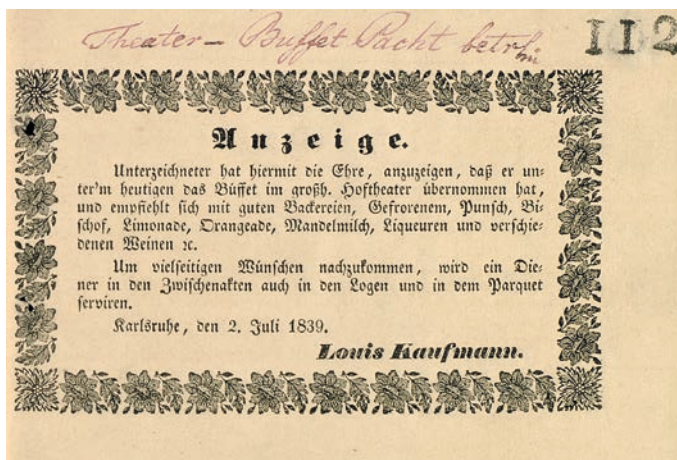 Theater – Buffet Pacht betr.
112
Anzeige.
Unterzeichneter hat hiermit die Ehre, anzuzeigen, daß er un-
ter'm heutigen das Büffet im großh. Hoftheater übernommen hat,
und empfiehlt sich mit guten Backereien, Gefrorenem, Punsch, Bi-
schof, Limonade, Orangeade, Mandelmilch, Liqueuren und verschie-
denen Weinen ꝛc.
Um vielseitigen Wünschen nachzukommen, wird ein Die-
ner in den Zwischenakten auch in den Logen und in dem Parquet
serviren.
Karlsruhe, den 2. Juli 1839.
Louis Kaufmann.